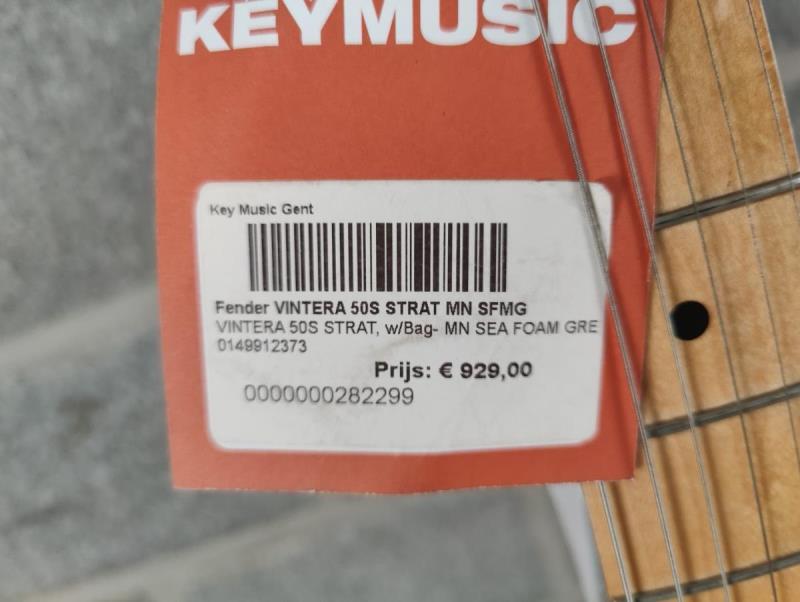 KEYMUSIC
Key Music Gent
Fender VINTERA 50S STRAT MN SFMG
VINTERA 50S STRAT, w/Bag- MN SEA FOAM GRE
0149912373
Prijs: € 929,00
0000000282299